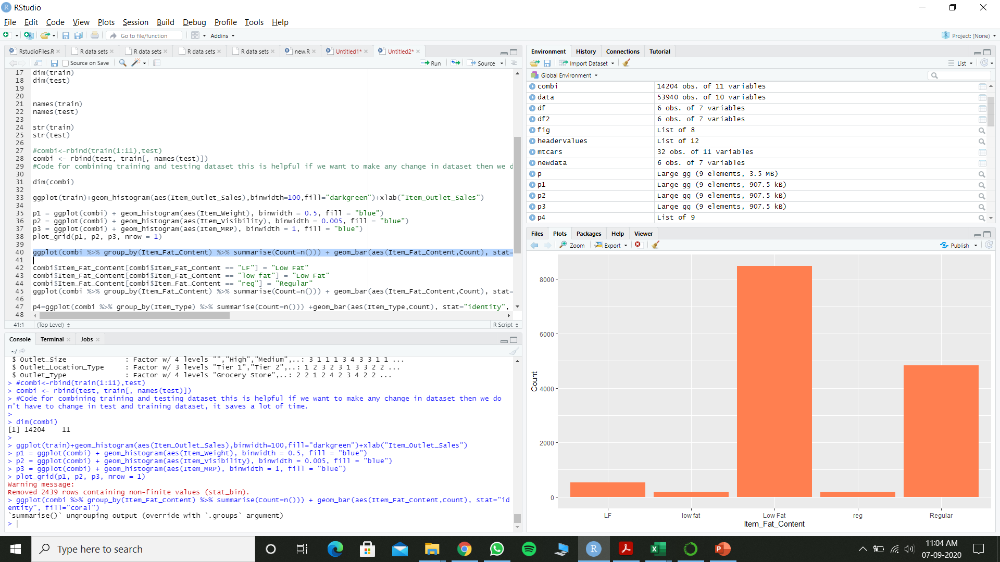 RStudio
File Edit Code View Plots Session Build Debug Profile Tools Help
Go to file/function
Addins
Project: (None)
RstudioFiles.R
R data sets
R data sets
R data sets
R data sets
new.R
Untitled1*
Untitled2*
Source on Save
Run
Source
17 dim(train)
18 dim(test)
19
20
21 names(train)
22 names(test)
23
24 str(train)
25 str(test)
26
27 #combi<-rbind(train(1:11),test)
28 combi <- rbind(test, train[, names(test)])
29 #Code for combining training and testing dataset this is helpful if we want to make any change in dataset then we d
30
31 dim(combi)
32
33 ggplot(train)+geom_histogram(aes(Item_Outlet_Sales),binwidth=100,fill="darkgreen")+xlab("Item_Outlet_Sales")
34
35 p1 = ggplot(combi) + geom_histogram(aes(Item_Weight), binwidth = 0.5, fill = "blue")
36 p2 = ggplot(combi) + geom_histogram(aes(Item_Visibility), binwidth = 0.005, fill = "blue")
37 p3 = ggplot(combi) + geom_histogram(aes(Item_MRP), binwidth = 1, fill = "blue")
38 plot_grid(p1, p2, p3, nrow = 1)
39
40 ggplot(combi %>% group_by(Item_Fat_Content) %>% summarise(Count=n())) + geom_bar(aes(Item_Fat_Content,Count), stat=
41
42 combi$Item_Fat_Content[combi$Item_Fat_Content == "LF"] = "Low Fat"
43 combi$Item_Fat_Content[combi$Item_Fat_Content == "low fat"] = "Low Fat"
44 combi$Item_Fat_Content[combi$Item_Fat_Content == "reg"] = "Regular"
45 ggplot(combi %>% group_by(Item_Fat_Content) %>% summarise(Count=n())) + geom_bar(aes(Item_Fat_Content,Count), stat=
46
47 p4=ggplot(combi %>% group_by(Item_Type) %>% summarise(Count=n())) +geom_bar(aes(Item_Type,Count), stat="identity",
48
41:1 (Top Level) R Script
Console Terminal Jobs
~/
$ Outlet_Size : Factor w/ 4 levels "","High","Medium",..: 3 1 1 1 3 4 3 3 1 1 ...
$ Outlet_Location_Type : Factor w/ 3 levels "Tier 1","Tier 2",..: 1 2 3 2 3 1 3 3 2 2 ...
$ Outlet_Type : Factor w/ 4 levels "Grocery Store",..: 2 2 1 2 4 2 3 4 2 2 ...
> #combi<-rbind(train(1:11),test)
> combi <- rbind(test, train[, names(test)])
> #Code for combining training and testing dataset this is helpful if we want to make any change in dataset then we do
n't have to change in test and training dataset, it saves a lot of time.
>
> dim(combi)
[1] 14204 11
>
> ggplot(train)+geom_histogram(aes(Item_Outlet_Sales),binwidth=100,fill="darkgreen")+xlab("Item_Outlet_Sales")
> p1 = ggplot(combi) + geom_histogram(aes(Item_Weight), binwidth = 0.5, fill = "blue")
> p2 = ggplot(combi) + geom_histogram(aes(Item_Visibility), binwidth = 0.005, fill = "blue")
> p3 = ggplot(combi) + geom_histogram(aes(Item_MRP), binwidth = 1, fill = "blue")
> plot_grid(p1, p2, p3, nrow = 1)
Warning message:
Removed 2439 rows containing non-finite values (stat_bin).
> ggplot(combi %>% group_by(Item_Fat_Content) %>% summarise(Count=n())) + geom_bar(aes(Item_Fat_Content,Count), stat="id
entity", fill="coral")
`summarise()` ungrouping output (override with `.groups` argument)
>
Environment History Connections Tutorial
Import Dataset
List
Global Environment
combi 14204 obs. of 11 variables
data 53940 obs. of 10 variables
df 6 obs. of 7 variables
df2 6 obs. of 7 variables
fig List of 8
headerValues List of 12
mtcars 32 obs. of 11 variables
newdata 6 obs. of 7 variables
p Large gg (9 elements, 3.5 MB)
p1 Large gg (9 elements, 907.5 kB)
p2 Large gg (9 elements, 907.5 kB)
p3 Large gg (9 elements, 907.5 kB)
p4 List of 9
Files Plots Packages Help Viewer
Zoom Export Publish
8000
6000
4000
2000
0
Count
LF low fat Low Fat reg Regular
Item_Fat_Content
Type here to search
11:04 AM
07-09-2020